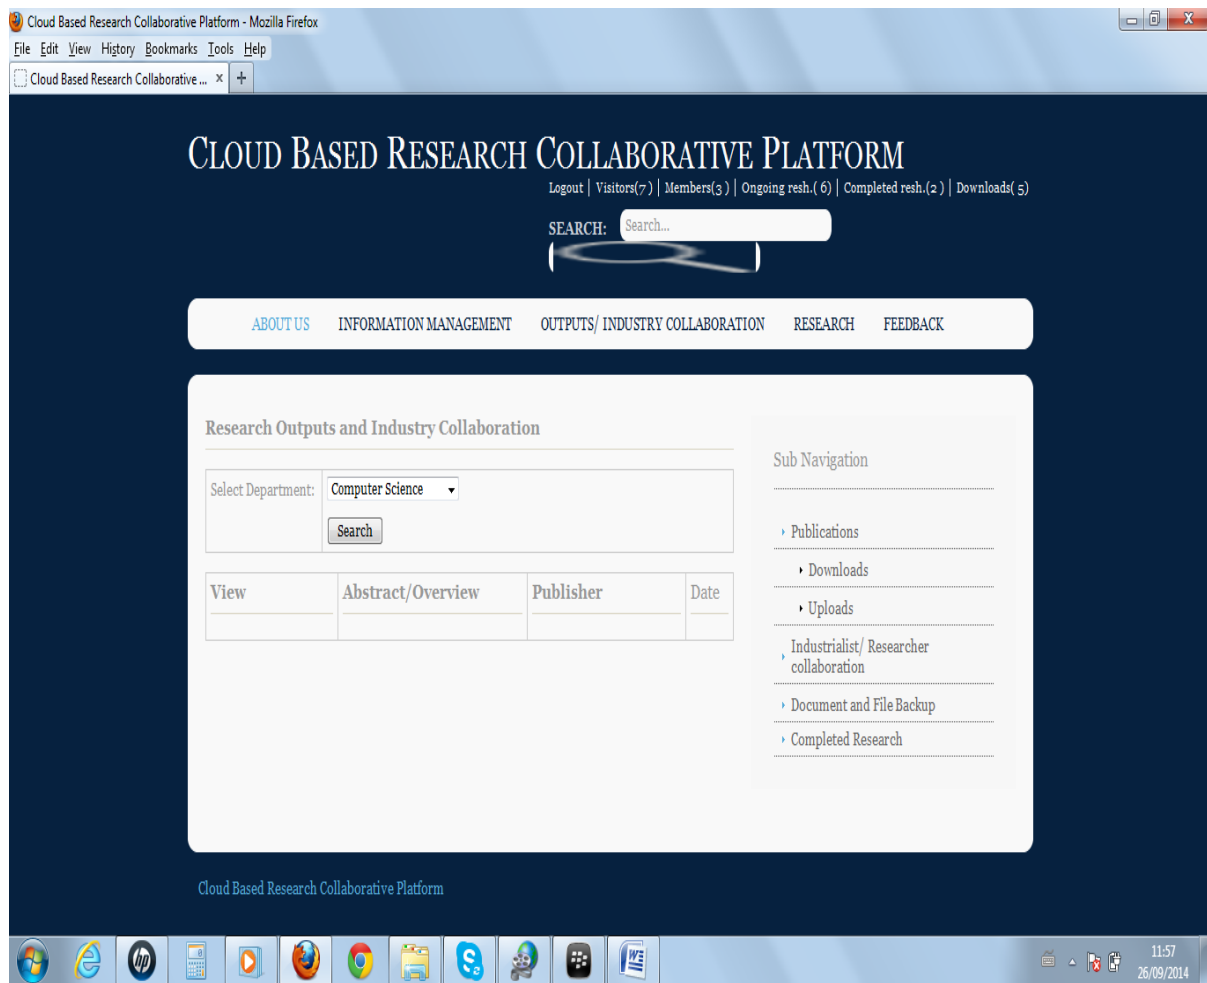 Cloud Based Research Collaborative Platform - Mozilla Firefox
File Edit View History Bookmarks Tools Help
Cloud Based Research Collaborative ... x +
CLOUD BASED RESEARCH COLLABORATIVE PLATFORM
Logout | Visitors(7 ) | Members(3 ) | Ongoing resh.( 6) | Completed resh.(2 ) | Downloads( 5)
SEARCH: Search...
ABOUT US INFORMATION MANAGEMENT OUTPUTS/ INDUSTRY COLLABORATION RESEARCH FEEDBACK
Research Outputs and Industry Collaboration
Select Department: Computer Science
Search
View Abstract/Overview Publisher Date
Sub Navigation
Publications
Downloads
Uploads
Industrialist/ Researcher
collaboration
Document and File Backup
Completed Research
Cloud Based Research Collaborative Platform
11:57
26/09/2014